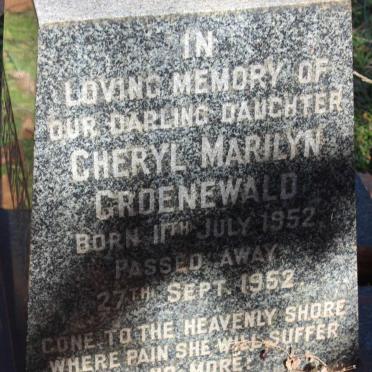 IN
LOVING MEMORY OF
OUR DARLING DAUGHTER
CHERYL MARILYN
GROENEWALD
BORN 11TH JULY 1952
PASSED AWAY
27TH SEPT. 1952.
GONE TO THE HEAVENLY SHORE
WHERE PAIN SHE WILL SUFFER
NO MORE